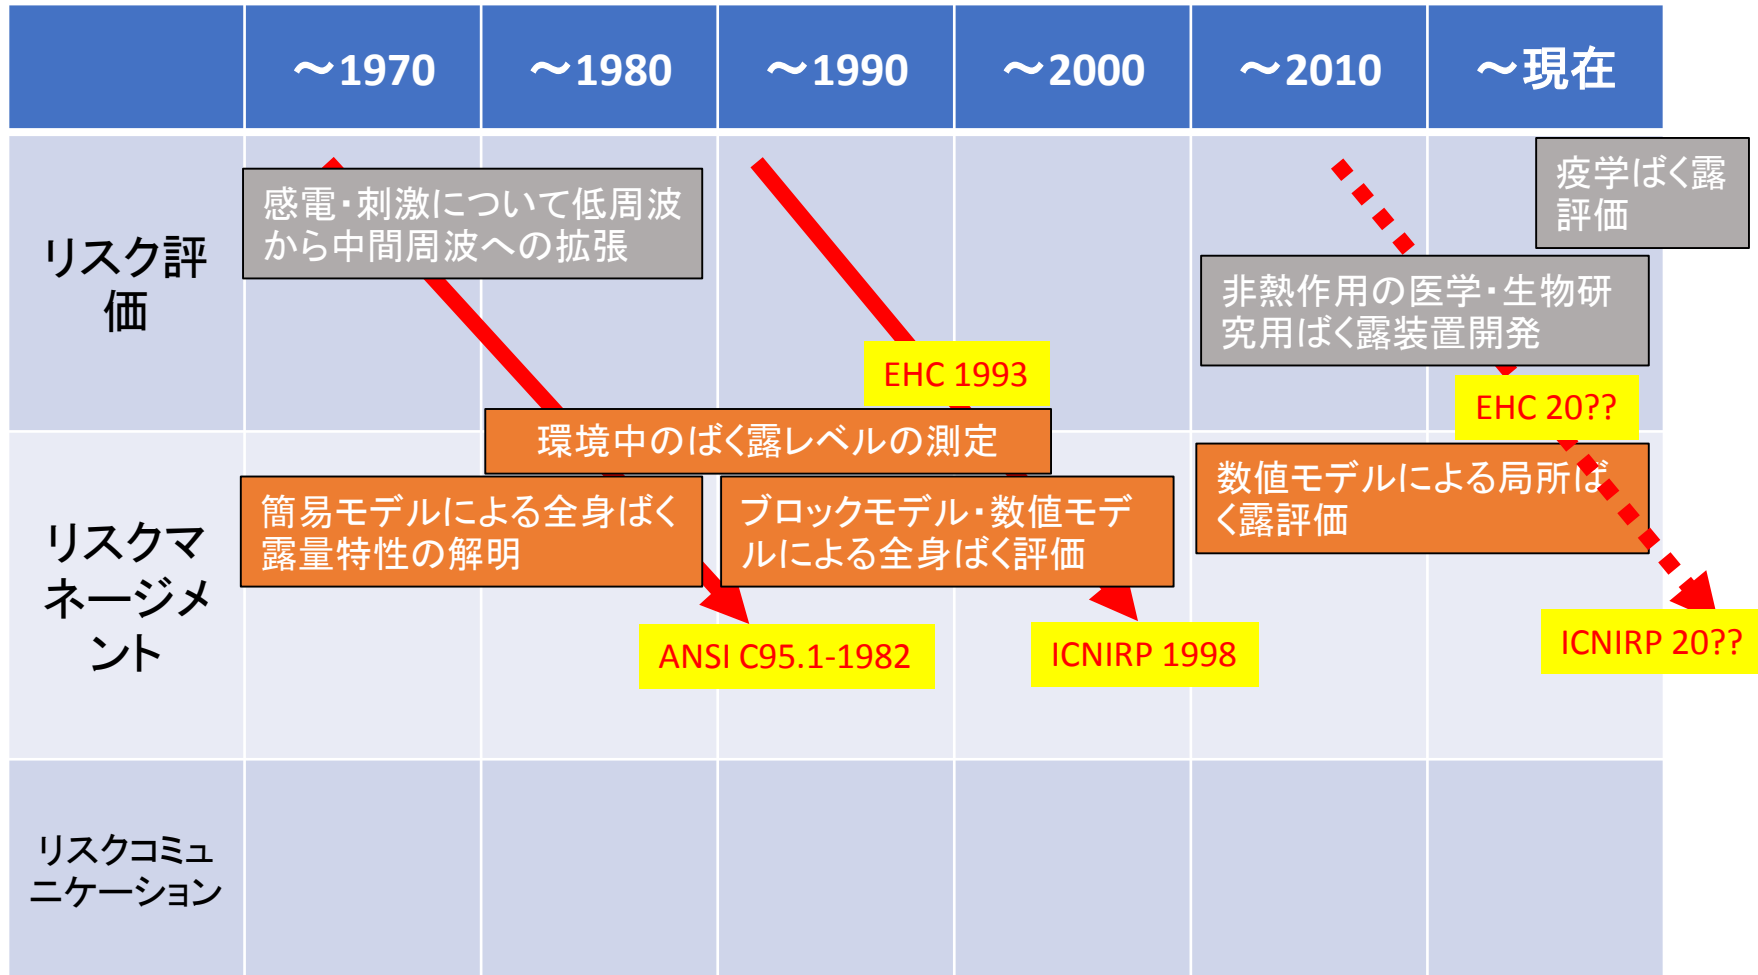 ～1970
～1980
～1990
～2000
～2010
～現在
リスク評
価
感電・刺激について低周波
から中間周波への拡張
疫学ばく露
評価
非熱作用の医学・生物研
究用ばく露装置開発
EHC 1993
EHC 20??
リスクマ
ネージメ
ント
環境中のばく露レベルの測定
簡易モデルによる全身ばく
露量特性の解明
ブロックモデル・数値モデ
ルによる全身ばく評価
数値モデルによる局所ば
く露評価
ANSI C95.1-1982
ICNIRP 1998
ICNIRP 20??
リスクコミュ
ニケーション